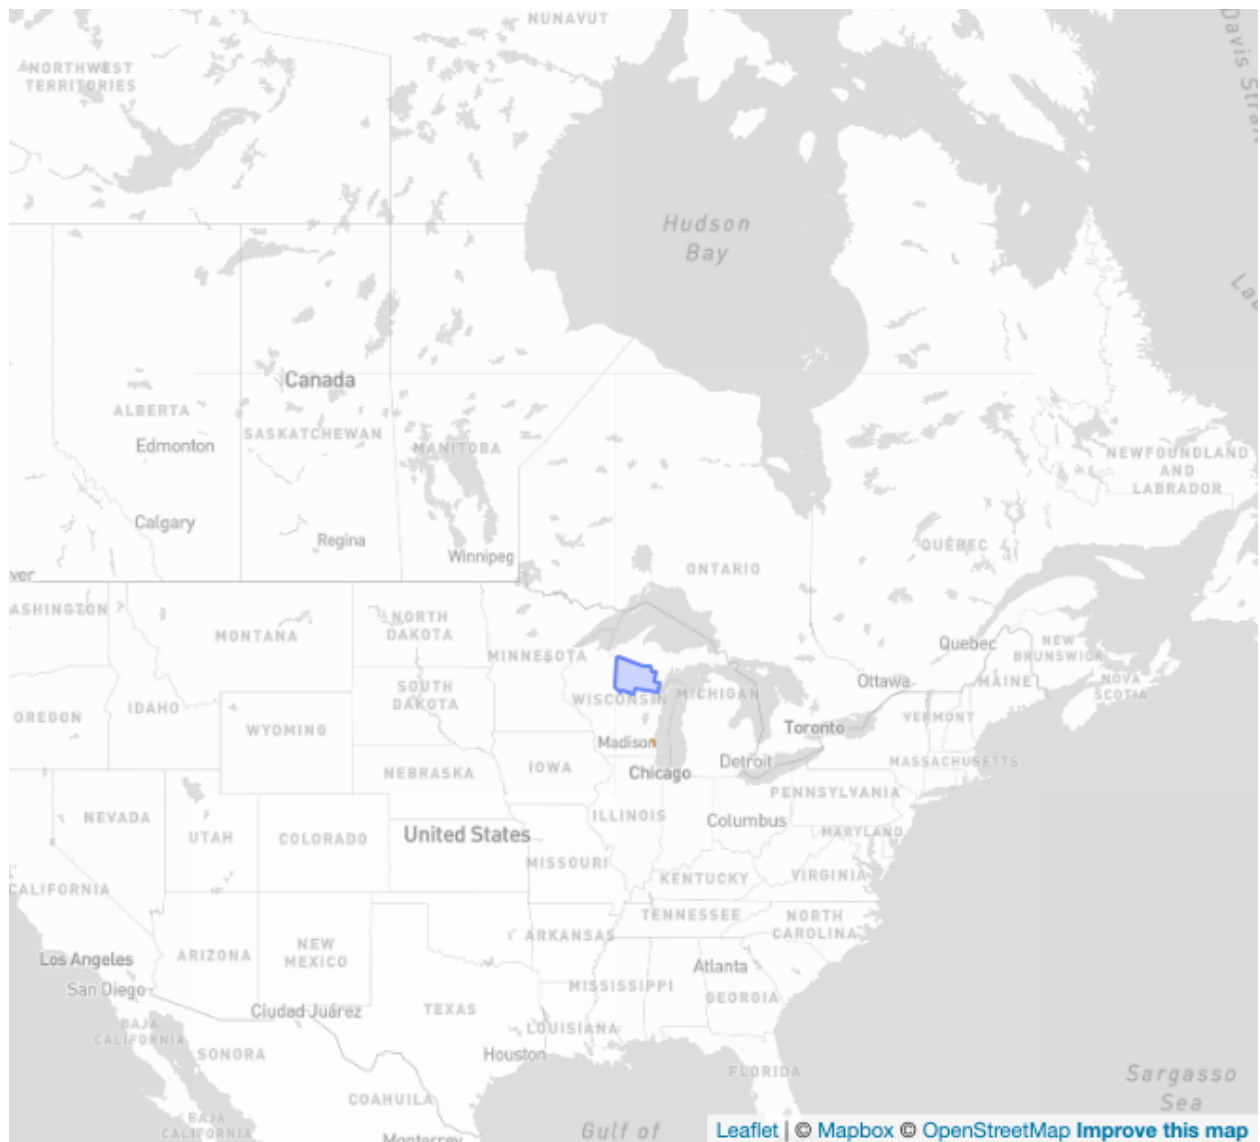 NUNAVUT
Davis Strait
NORTHWEST
TERRITORIES
Hudson
Bay
Canada
ALBERTA
Edmonton
SASKATCHEWAN
MANITOBA
NEWFOUNDLAND
AND
LABRADOR
Calgary
Regina
Winnipeg
QUÉBEC
ONTARIO
NORTH
DAKOTA
MONTANA
MINNESOTA
Quebec
NEW
BRUNSWICK
Ottawa
MAINE
NOVA
SCOTIA
SOUTH
DAKOTA
WISCONSIN
MICHIGAN
OREGON
IDAHO
WYOMING
Toronto
VERMONT
Madison
Detroit
MASSACHUSETTS
IOWA
Chicago
NEBRASKA
PENNSYLVANIA
NEVADA
UTAH
COLORADO
United States
ILLINOIS
Columbus
MARYLAND
MISSOURI
KENTUCKY
VIRGINIA
CALIFORNIA
TENNESSEE
NORTH
CAROLINA
ARKANSAS
ARIZONA
NEW
MEXICO
Los Angeles
Atlanta
San Diego
MISSISSIPPI
GEORGIA
Ciudad Juárez
TEXAS
BAJA
CALIFORNIA
LOUISIANA
SONORA
Houston
FLORIDA
COAHUILA
Sargasso
Sea
BAJA
CALIFORNIA
Monterrey
Gulf of
Leaflet | © Mapbox © OpenStreetMap Improve this map